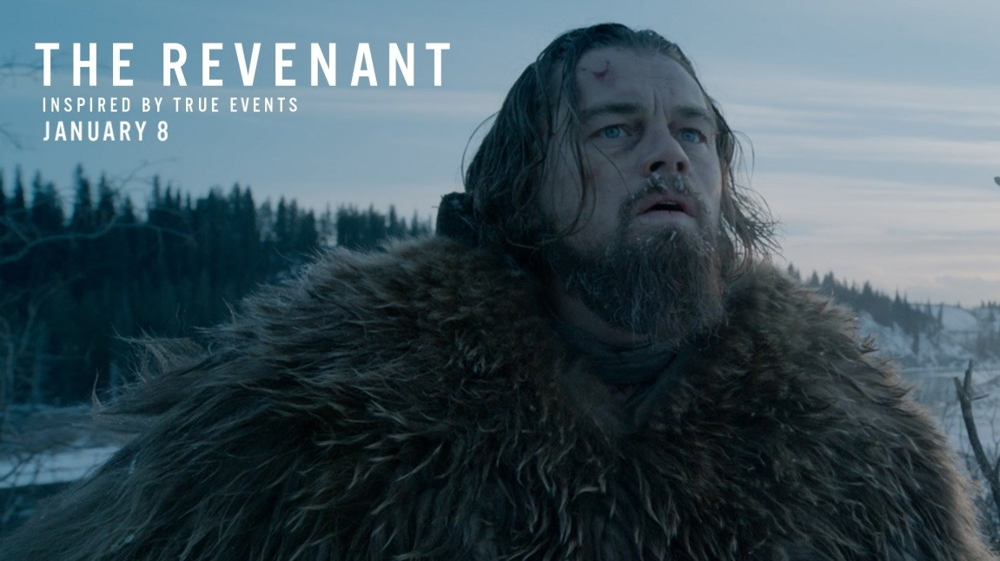 THE REVENANT
INSPIRED BY TRUE EVENTS
JANUARY 8